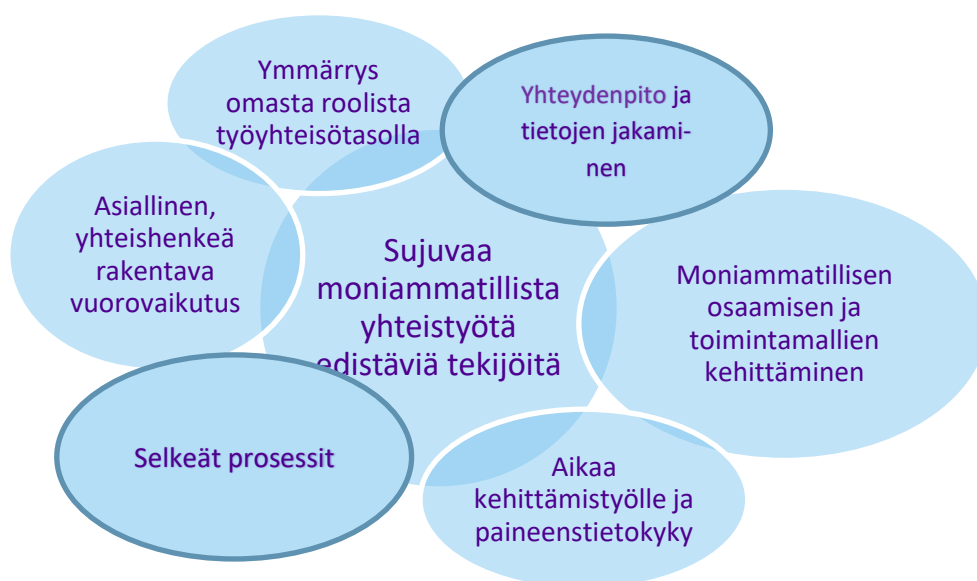 Ymmärrys
omasta roolista
työyhteisötasolla
Yhteydenpito ja
tietojen jakami-
nen
Asiallinen,
yhteishenkeä
rakentava
vuorovaikutus
Sujuvaa
moniammatillista
yhteistyötä
edistäviä tekijöitä
Moniammatillisen
osaamisen ja
toimintamallien
kehittäminen
Selkeät prosessit
Aikaa
kehittämistyölle ja
paineenstietokyky